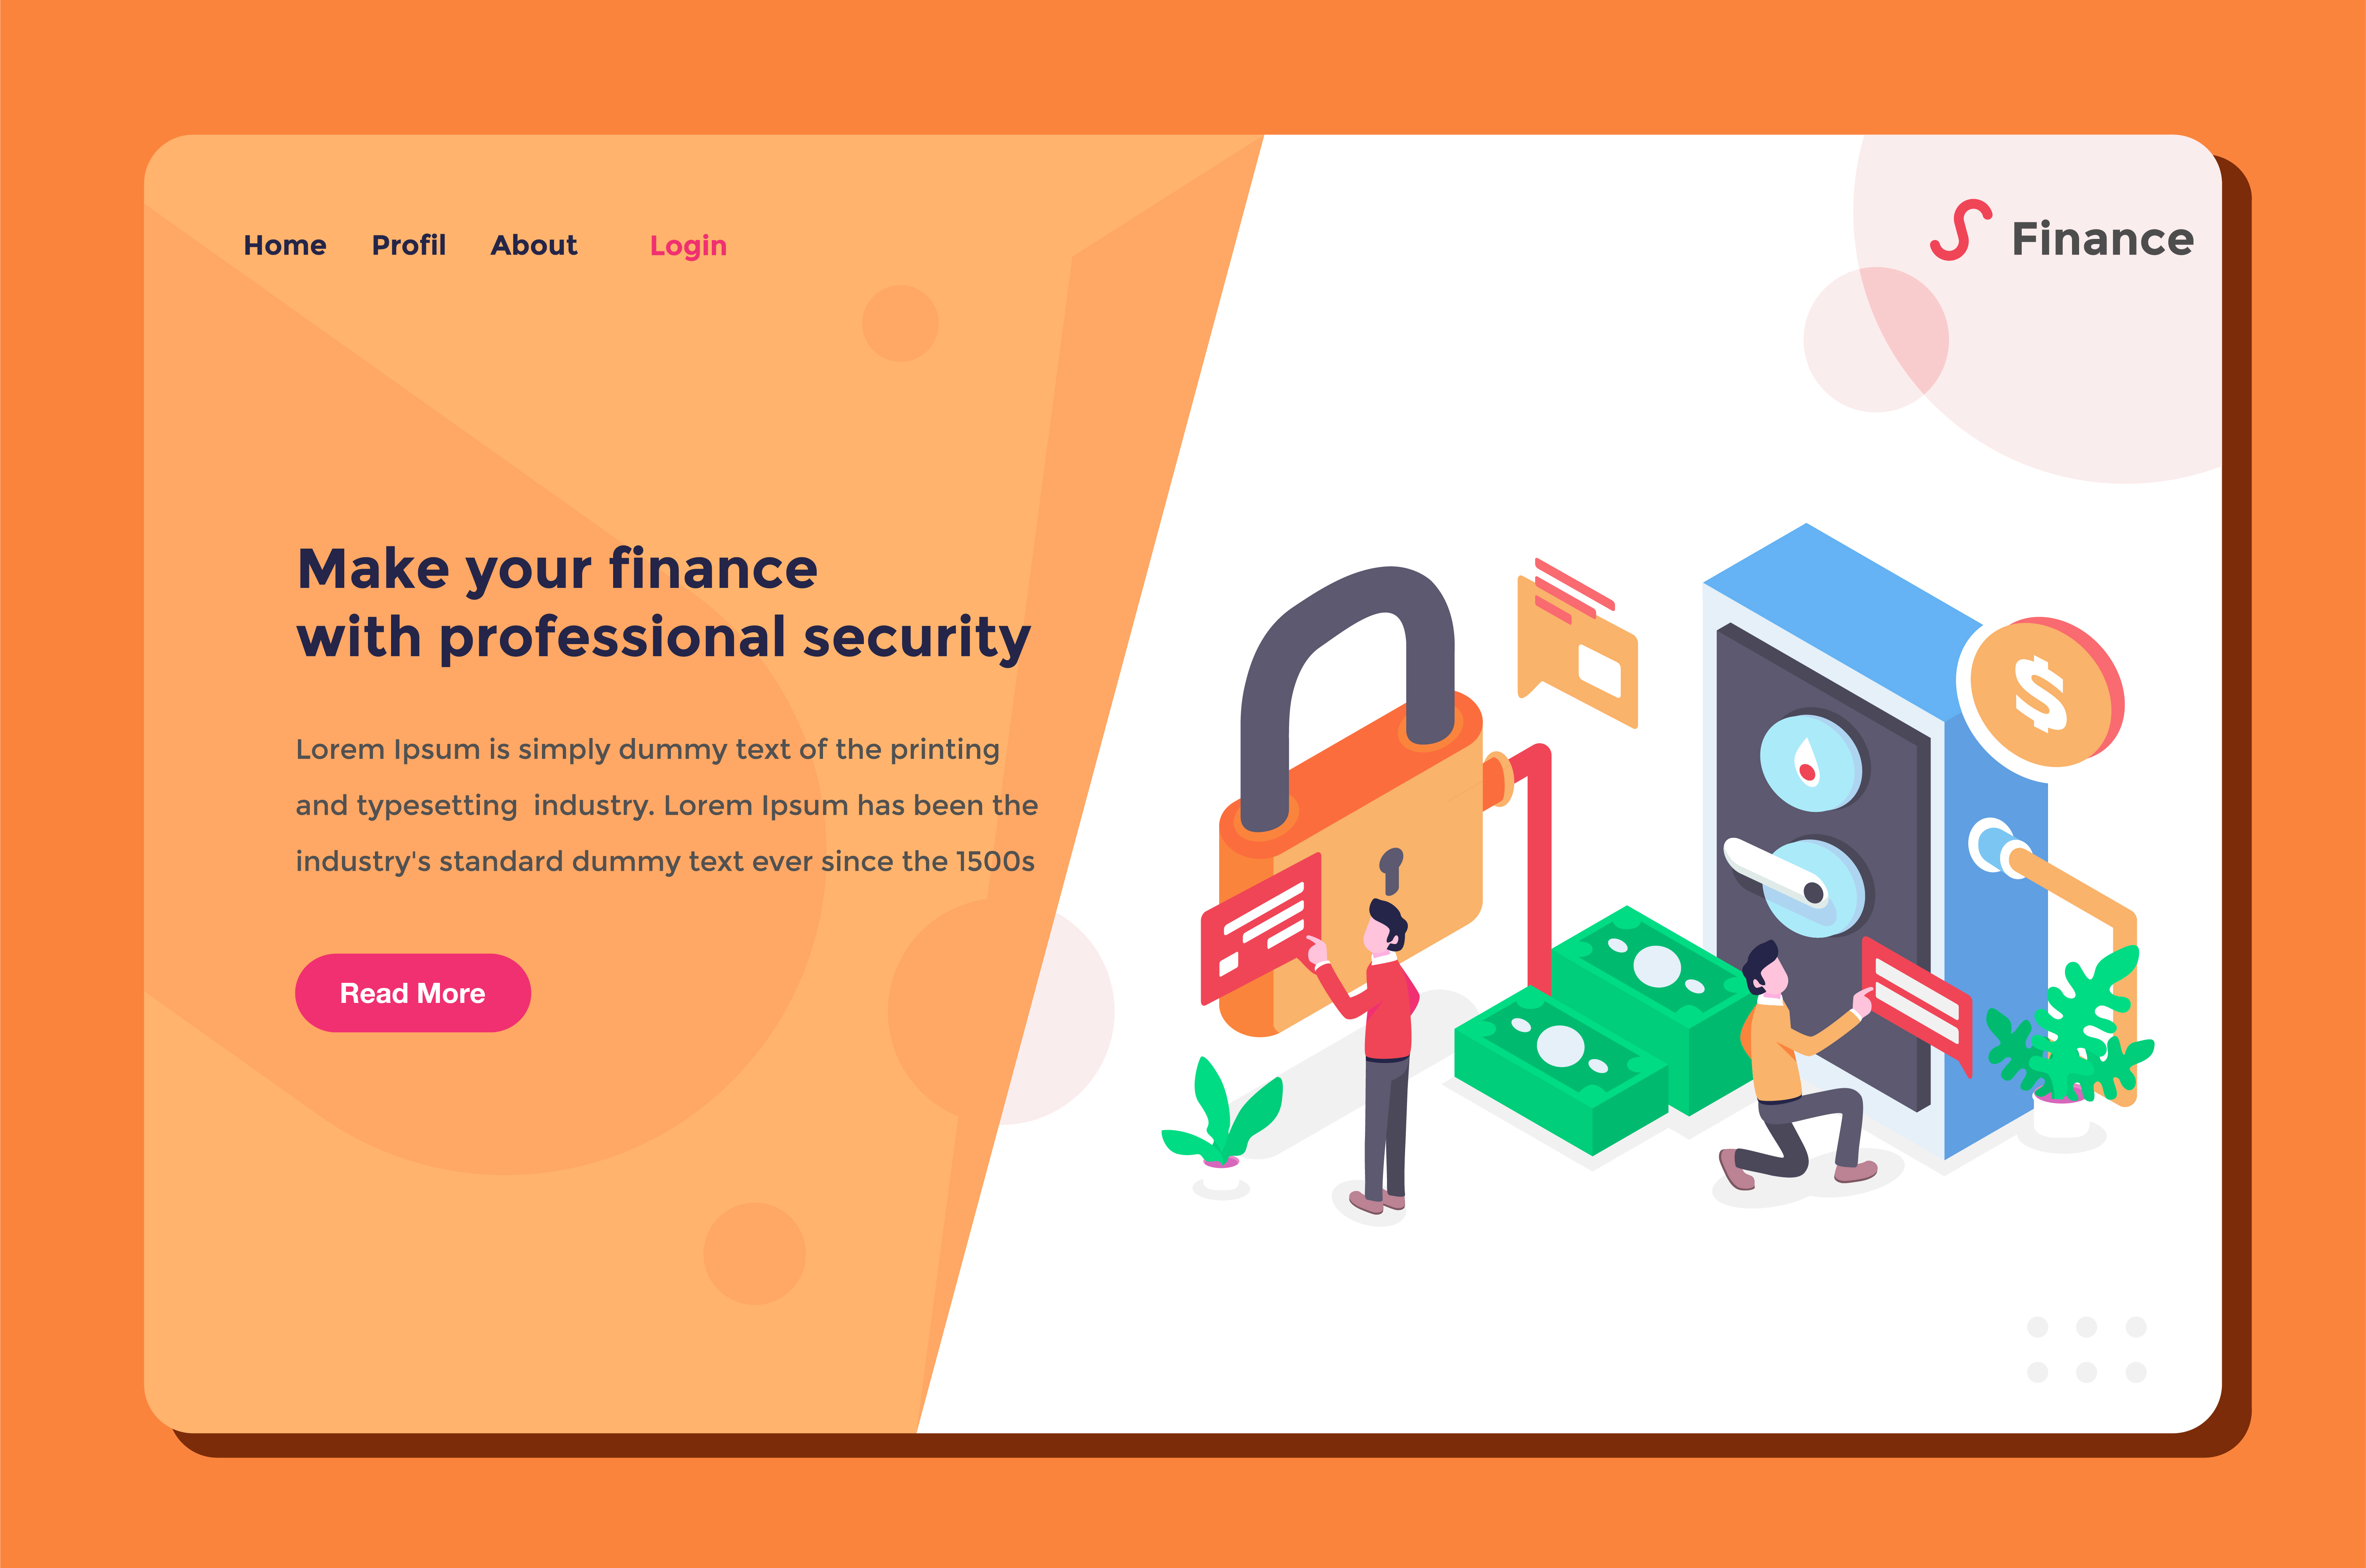 Home Profil About Login
Finance
Make your finance
with professional security
Lorem Ipsum is simply dummy text of the printing
and typesetting  industry. Lorem Ipsum has been the
industry's standard dummy text ever since the 1500s
Read More
$